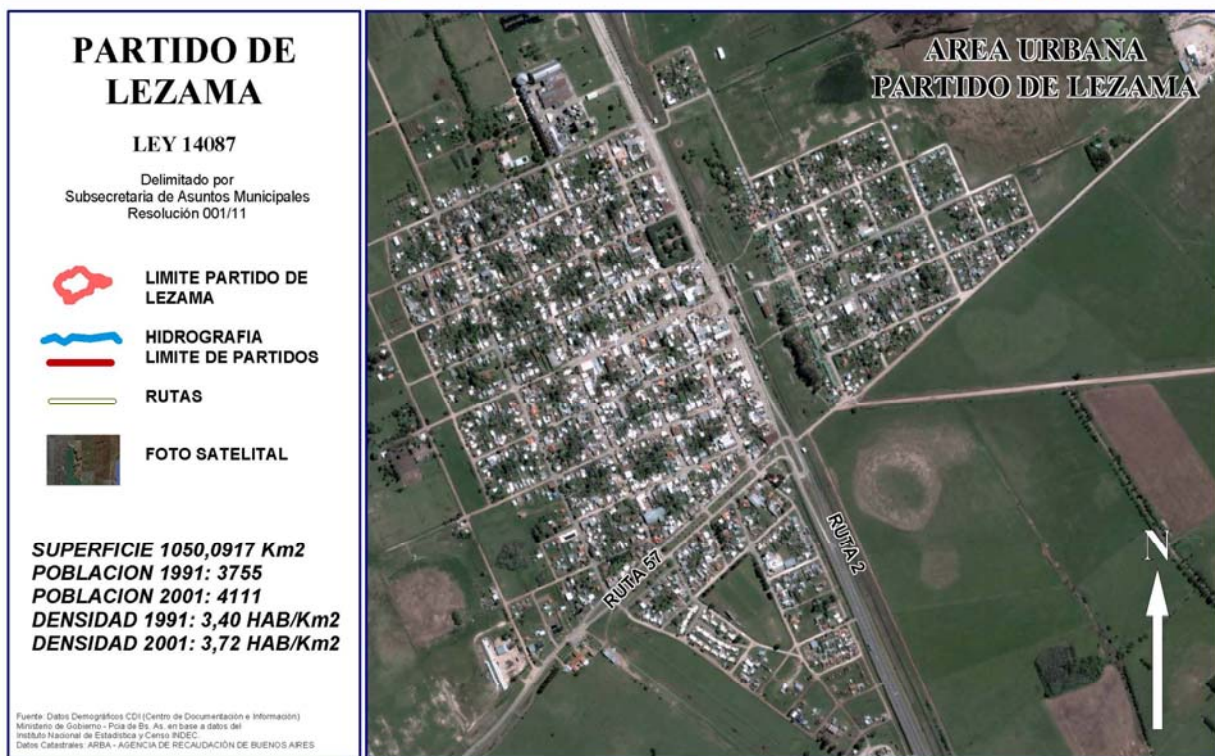 PARTIDO DE
LEZAMA
LEY 14087
Delimitado por
Subsecretaria de Asuntos Municipales
Resolución 001/11
LIMITE PARTIDO DE
LEZAMA
HIDROGRAFIA
LIMITE DE PARTIDOS
RUTAS
FOTO SATELITAL
SUPERFICIE 1050,0917 Km2
POBLACION 1991: 3755
POBLACION 2001: 4111
DENSIDAD 1991: 3,40 HAB/Km2
DENSIDAD 2001: 3,72 HAB/Km2
Fuente: Datos Demográficos CDI (Centro de Documentación e Información)
Ministerio de Gobierno - Pcia de Bs. As. en base a datos del
Instituto Nacional de Estadística y Censo INDEC.
Datos Catastrales: ARBA - AGENCIA DE RECAUDACIÓN DE BUENOS AIRES
AREA URBANA
PARTIDO DE LEZAMA
RUTA 57
RUTA 2
N